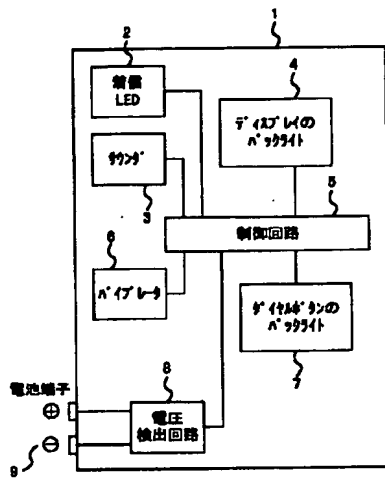 1
2
着信
LED
4
ディスプレイの
バックライト
サウンダ
3
5
制御回路
6
バイブレータ
ダイヤルボタンの
バックライト
7
8
電池端子
⊕
電圧
検出回路
⊖
9